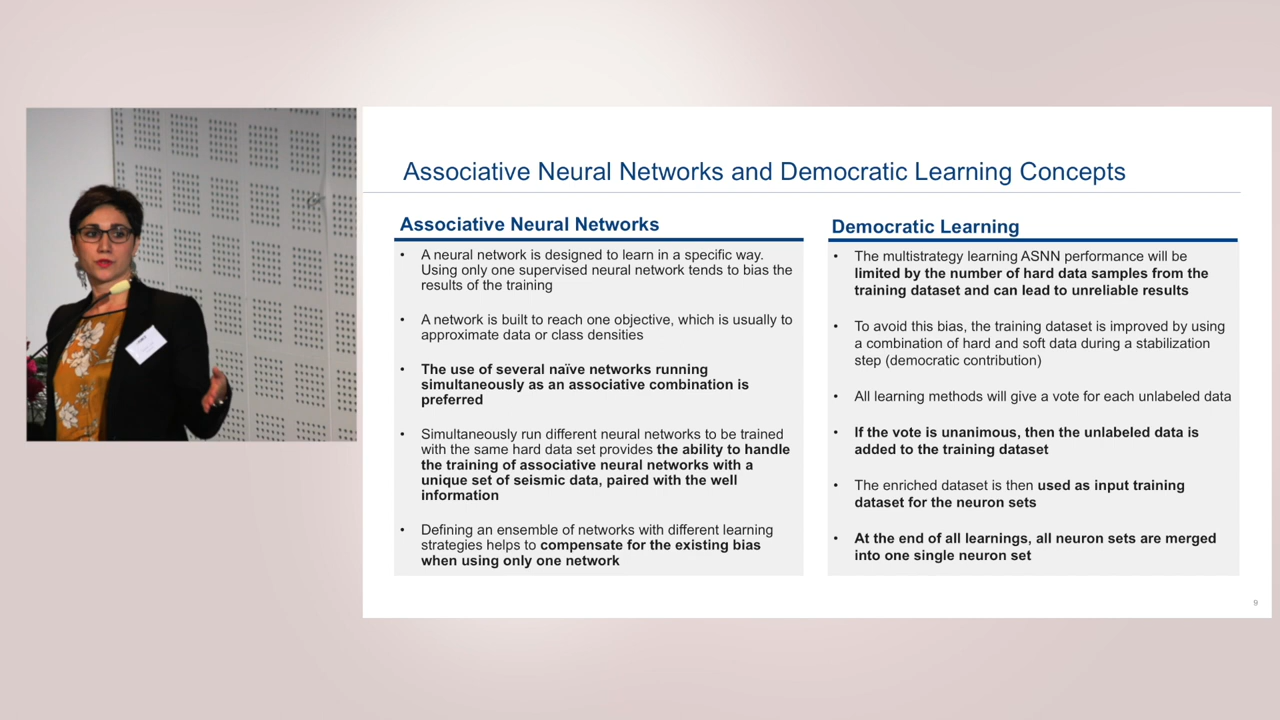 Associative Neural Networks and Democratic Learning Concepts
Associative Neural Networks
• A neural network is designed to learn in a specific way.
Using only one supervised neural network tends to bias the
results of the training
• A network is built to reach one objective, which is usually to
approximate data or class densities
• The use of several naïve networks running
simultaneously as an associative combination is
preferred
• Simultaneously run different neural networks to be trained
with the same hard data set provides the ability to handle
the training of associative neural networks with a
unique set of seismic data, paired with the well
information
• Defining an ensemble of networks with different learning
strategies helps to compensate for the existing bias
when using only one network
Democratic Learning
• The multistrategy learning ASNN performance will be
limited by the number of hard data samples from the
training dataset and can lead to unreliable results
• To avoid this bias, the training dataset is improved by using
a combination of hard and soft data during a stabilization
step (democratic contribution)
• All learning methods will give a vote for each unlabeled data
• If the vote is unanimous, then the unlabeled data is
added to the training dataset
• The enriched dataset is then used as input training
dataset for the neuron sets
• At the end of all learnings, all neuron sets are merged
into one single neuron set
9